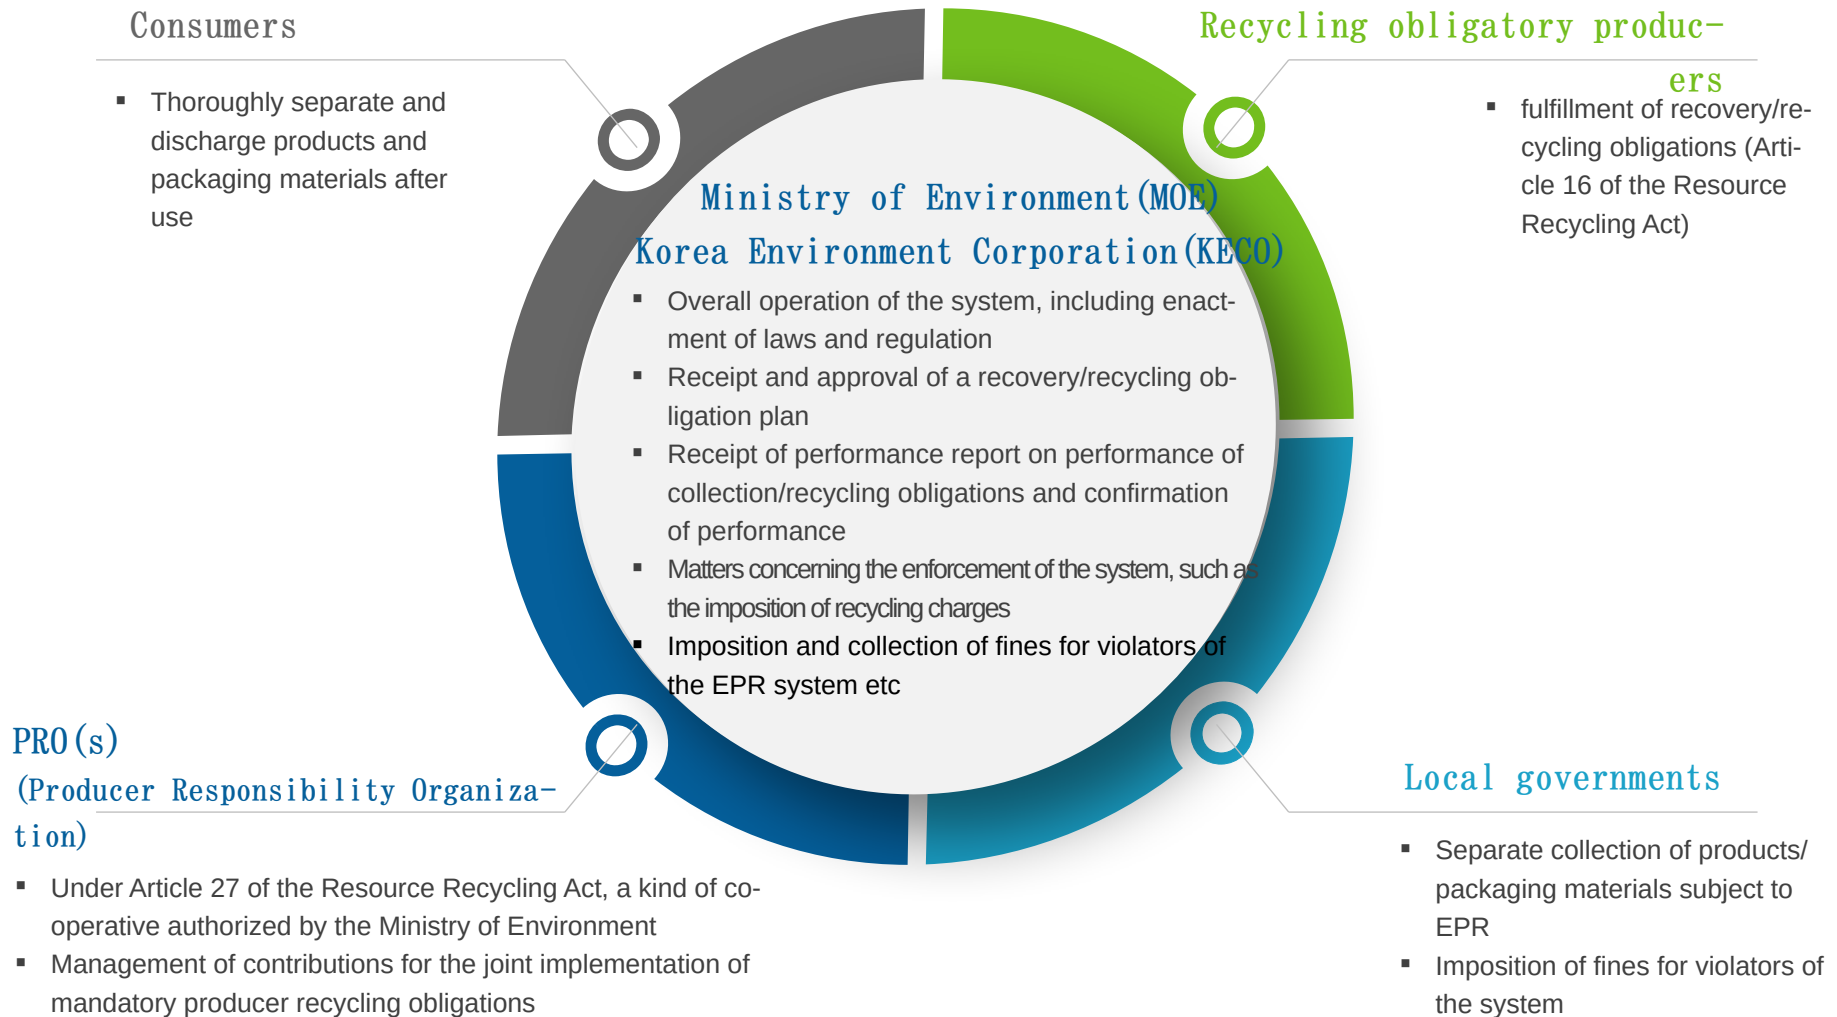 Consumers
▪ Thoroughly separate and
discharge products and
packaging materials after
use
Recycling obligatory produc-
ers
▪ fulfillment of recovery/re-
cycling obligations (Arti-
cle 16 of the Resource
Recycling Act)
Ministry of Environment(MOE)
Korea Environment Corporation(KECO)
▪ Overall operation of the system, including enact-
ment of laws and regulation
▪ Receipt and approval of a recovery/recycling ob-
ligation plan
▪ Receipt of performance report on performance of
collection/recycling obligations and confirmation
of performance
▪ Matters concerning the enforcement of the system, such as
the imposition of recycling charges
▪ Imposition and collection of fines for violators of
the EPR system etc
PRO(s)
(Producer Responsibility Organiza-
tion)
▪ Under Article 27 of the Resource Recycling Act, a kind of co-
operative authorized by the Ministry of Environment
▪ Management of contributions for the joint implementation of
mandatory producer recycling obligations
Local governments
▪ Separate collection of products/
packaging materials subject to
EPR
▪ Imposition of fines for violators of
the system